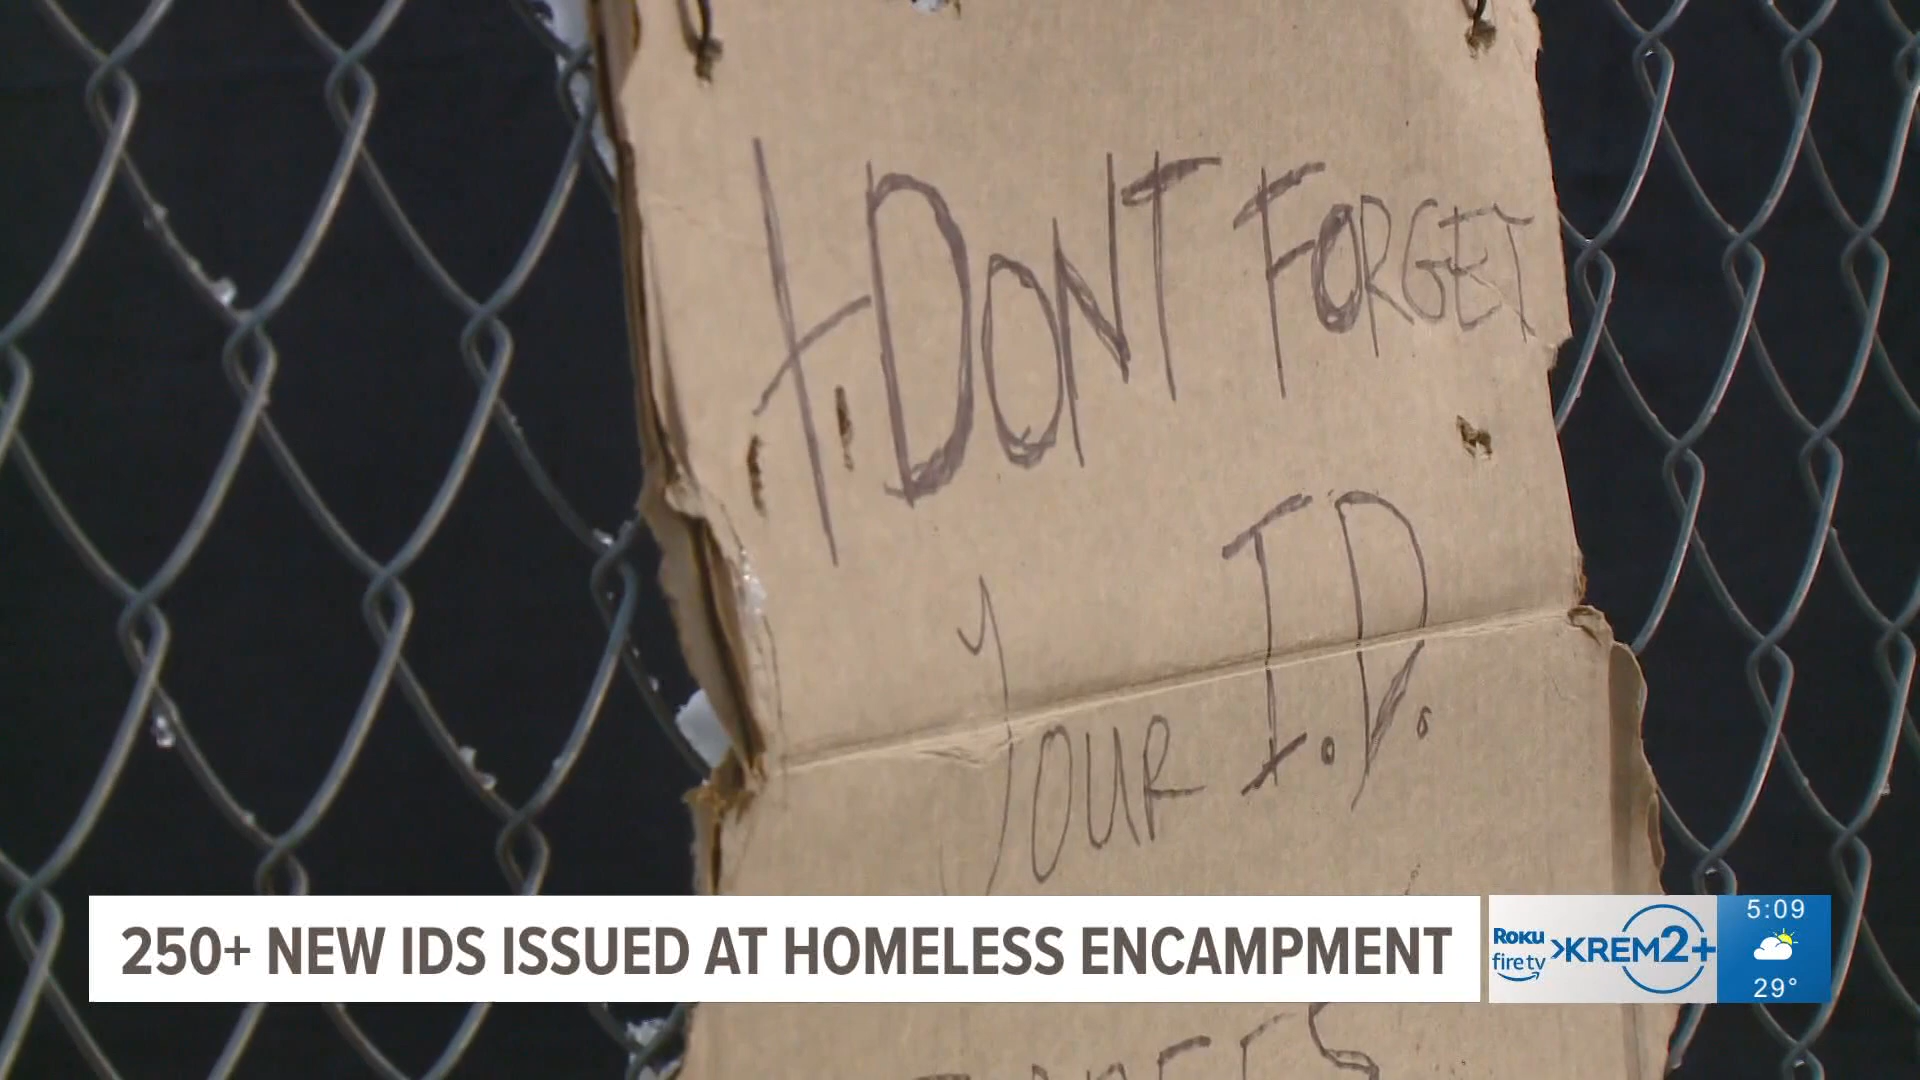 1. DONT FORGET
YOUR I.D.
250+ NEW IDS ISSUED AT HOMELESS ENCAMPMENT
Roku
fire tv
KREM2+
5:09
29°